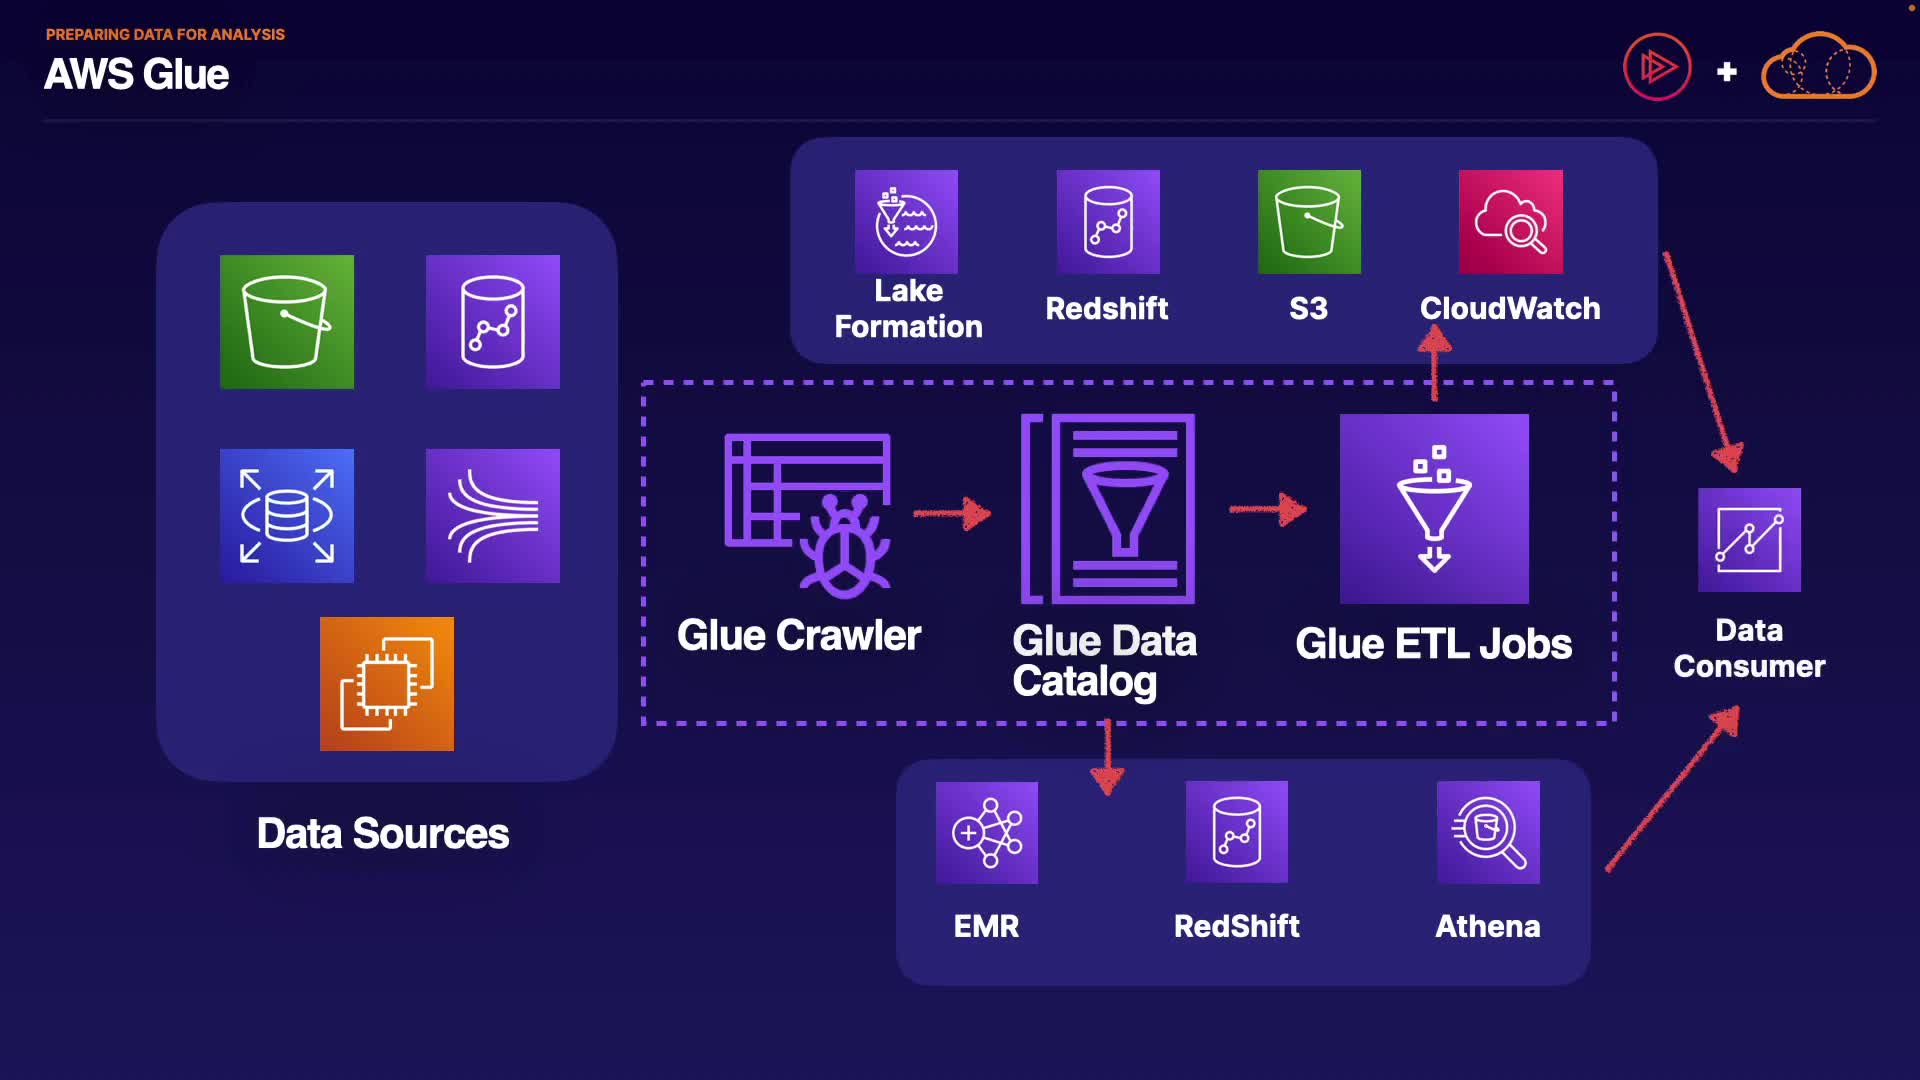 PREPARING DATA FOR ANALYSIS
AWS Glue
Lake
Formation
Redshift
S3
CloudWatch
Glue Crawler
Glue Data
Catalog
Glue ETL Jobs
Data
Consumer
Data Sources
EMR
RedShift
Athena